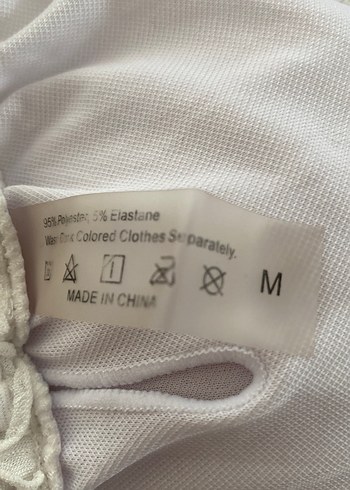 95% Polyester, 5% Elastane
Wash Dark Colored Clothes Separately.
M
MADE IN CHINA